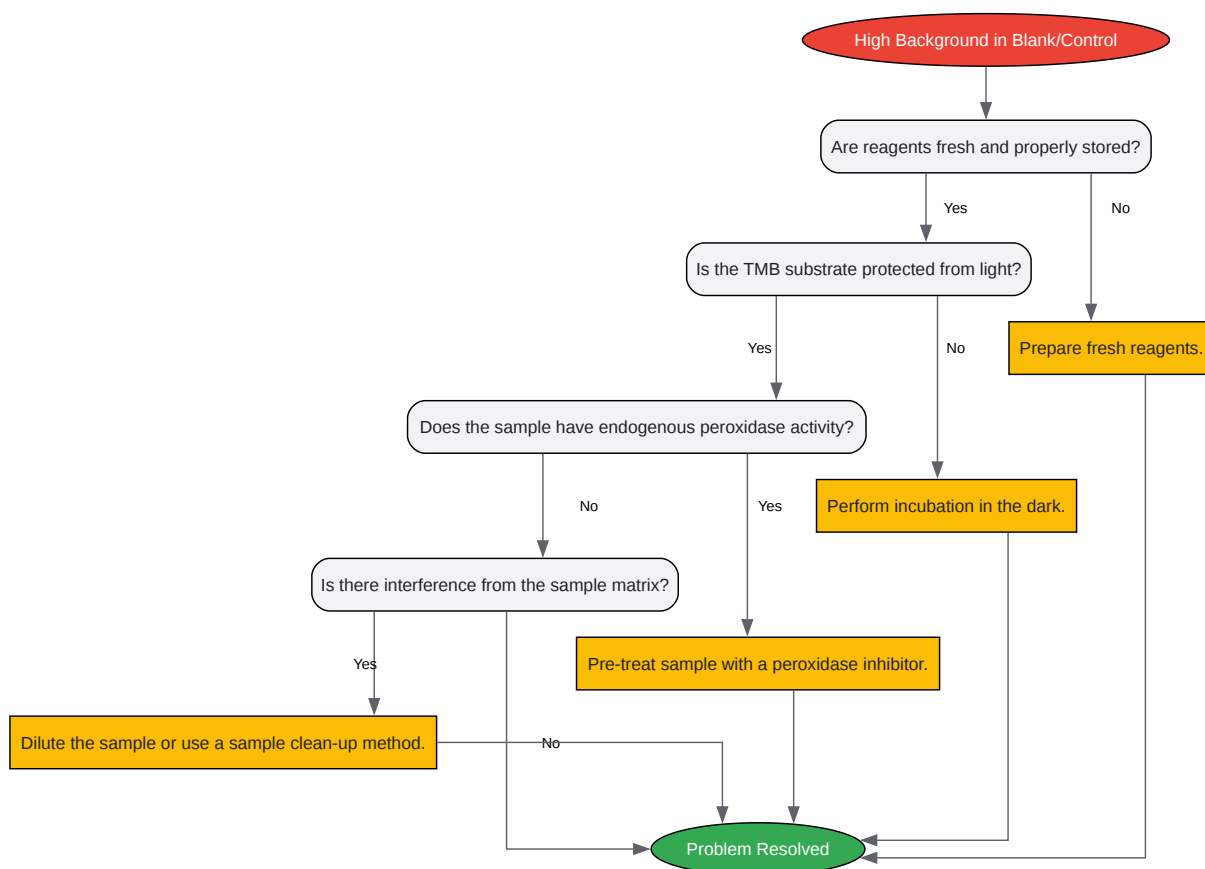 High Background in Blank/Control
Are reagents fresh and properly stored?
Yes
No
Is the TMB substrate protected from light?
Yes
No
Prepare fresh reagents.
Does the sample have endogenous peroxidase activity?
No
Yes
Perform incubation in the dark.
Is there interference from the sample matrix?
Yes
Pre-treat sample with a peroxidase inhibitor.
Dilute the sample or use a sample clean-up method.
No
Problem Resolved